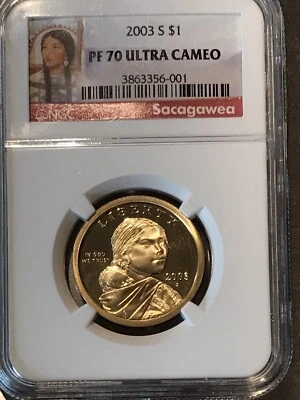 2003 S $1
PF 70 ULTRA CAMEO
3863356-001
NGC
Sacagawea
LIBERTY
IN GOD
WE TRUST
2003
S